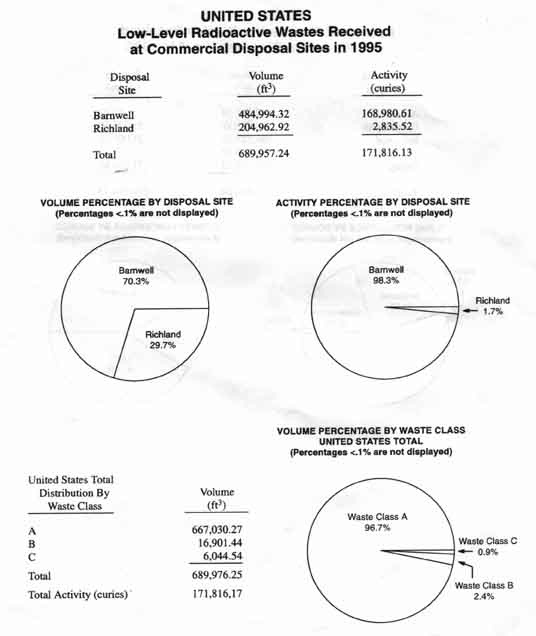 UNITED STATES
Low-Level Radioactive Wastes Received
at Commercial Disposal Sites in 1995
Disposal Site Volume (ft³) Activity (curies)
Barnwell 484,994.32 168,980.61
Richland 204,962.92 2,835.52
Total 689,957.24 171,816.13
VOLUME PERCENTAGE BY DISPOSAL SITE
(Percentages <.1% are not displayed)
Barnwell
70.3%
Richland
29.7%
ACTIVITY PERCENTAGE BY DISPOSAL SITE
(Percentages <.1% are not displayed)
Barnwell
98.3%
Richland
1.7%
VOLUME PERCENTAGE BY WASTE CLASS
UNITED STATES TOTAL
(Percentages <.1% are not displayed)
United States Total
Distribution By
Waste Class
Volume
(ft³)
A 667,030.27
B 16,901.44
C 6,044.54
Total 689,976.25
Total Activity (curies) 171,816,17
Waste Class A
96.7%
Waste Class C
0.9%
Waste Class B
2.4%